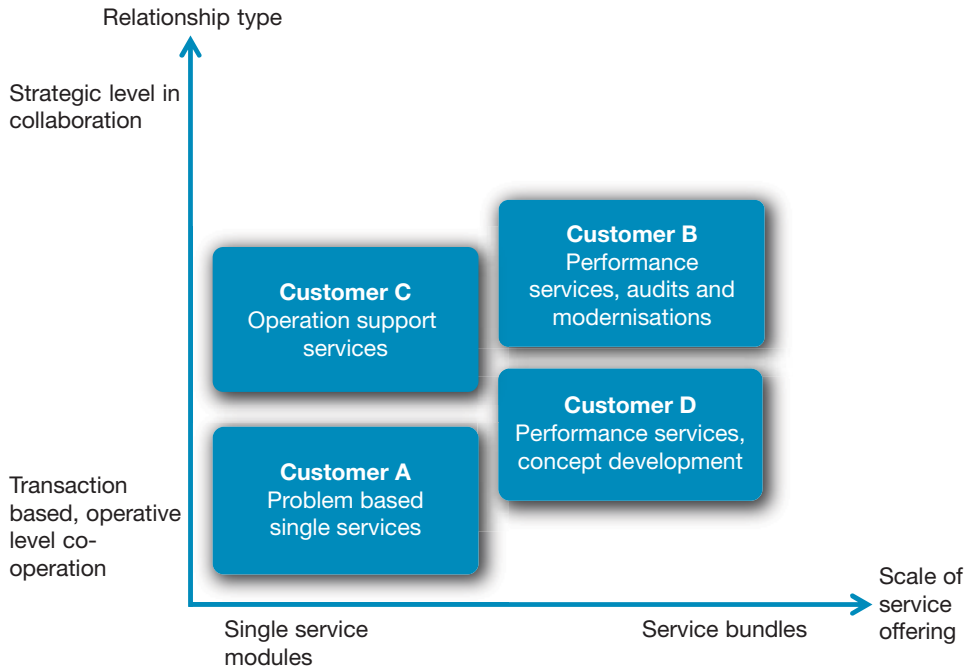 Relationship type
Strategic level in
collaboration
Customer B
Performance
services, audits and
modernisations
Customer C
Operation support
services
Customer D
Performance services,
concept development
Customer A
Problem based
single services
Transaction
based, operative
level co-
operation
Scale of
service
offering
Single service
modules
Service bundles